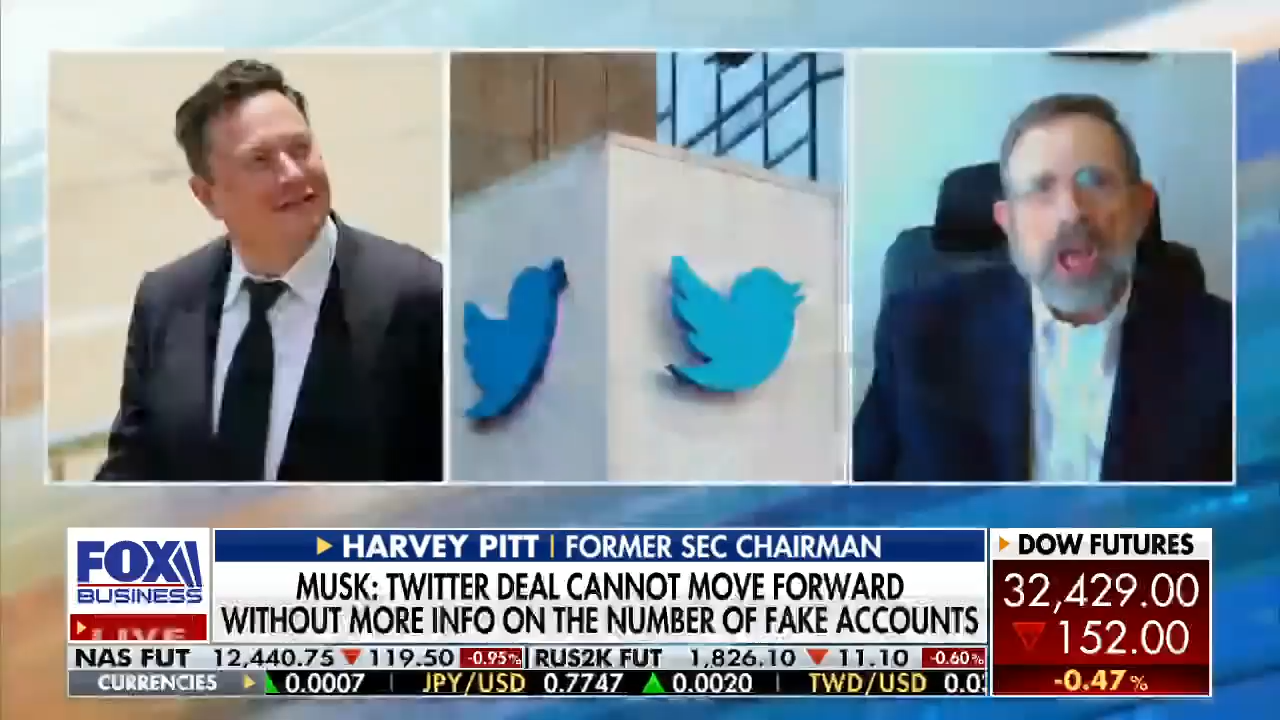 HARVEY PITT | FORMER SEC CHAIRMAN
FOX
BUSINESS
LIVE
MUSK: TWITTER DEAL CANNOT MOVE FORWARD
WITHOUT MORE INFO ON THE NUMBER OF FAKE ACCOUNTS
DOW FUTURES
32,429.00
▼ 152.00
-0.47%
NAS FUT 12,440.75 ▼ 119.50 -0.95% RUS2K FUT 1,826.10 ▼ 11.10 -0.60%
CURRENCIES ▲ 0.0007 JPY/USD 0.7747 ▲ 0.0020 TWD/USD